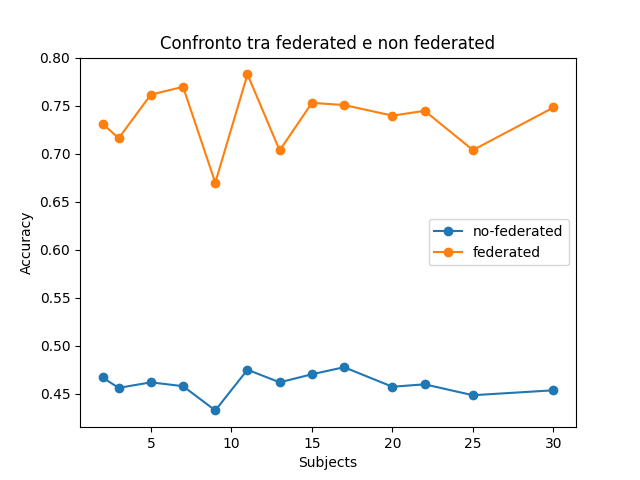 Confronto tra federated e non federated
0.80
0.75
0.70
0.65
0.60
0.55
0.50
0.45
Accuracy
no-federated
federated
5 10 15 20 25 30
Subjects